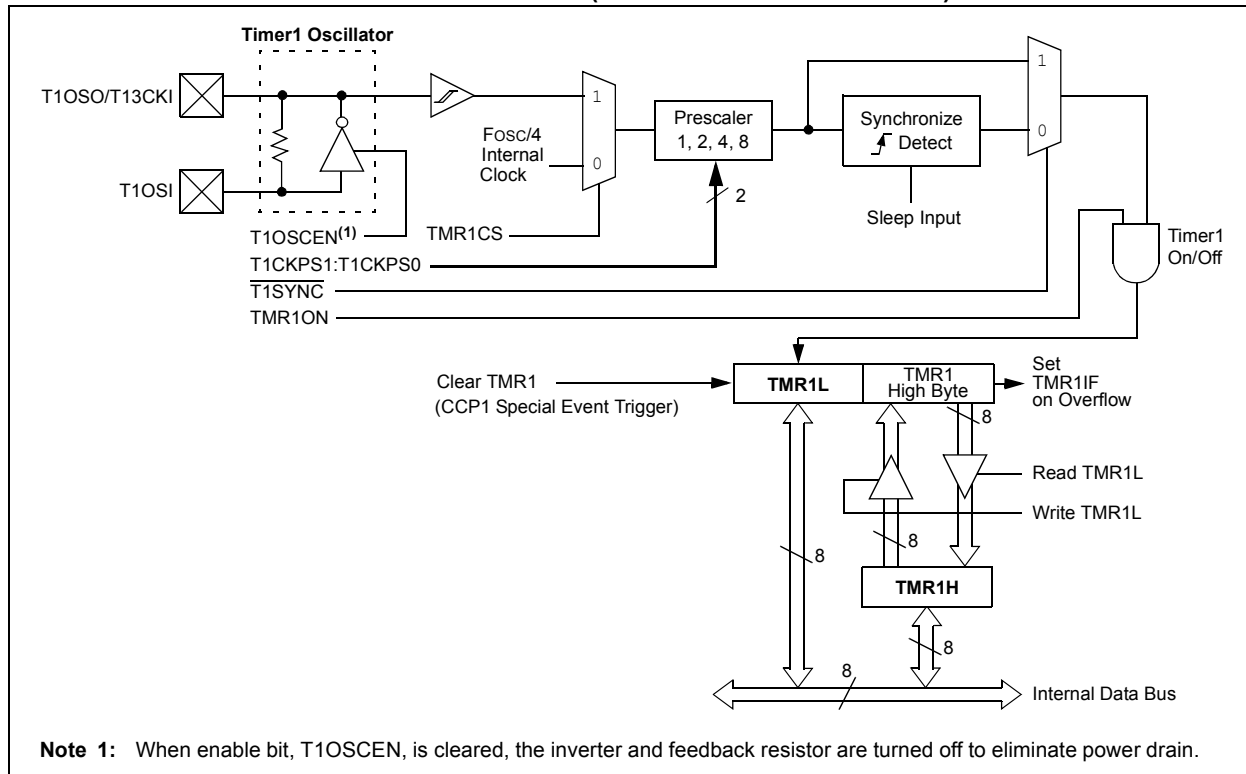 Timer1 Oscillator
T1OSO/T13CKI
T1OSI
FOSC/4
Internal
Clock
1
0
Prescaler
1, 2, 4, 8
2
Synchronize
Detect
Sleep Input
1
0
T1OSCEN(1)
TMR1CS
T1CKPS1:T1CKPS0
T1SYNC
TMR1ON
Timer1
On/Off
Clear TMR1
(CCP1 Special Event Trigger)
TMR1L
TMR1
High Byte
Set
TMR1IF
on Overflow
8
Read TMR1L
Write TMR1L
8
8
TMR1H
8
8
Internal Data Bus
Note 1: When enable bit, T1OSCEN, is cleared, the inverter and feedback resistor are turned off to eliminate power drain.